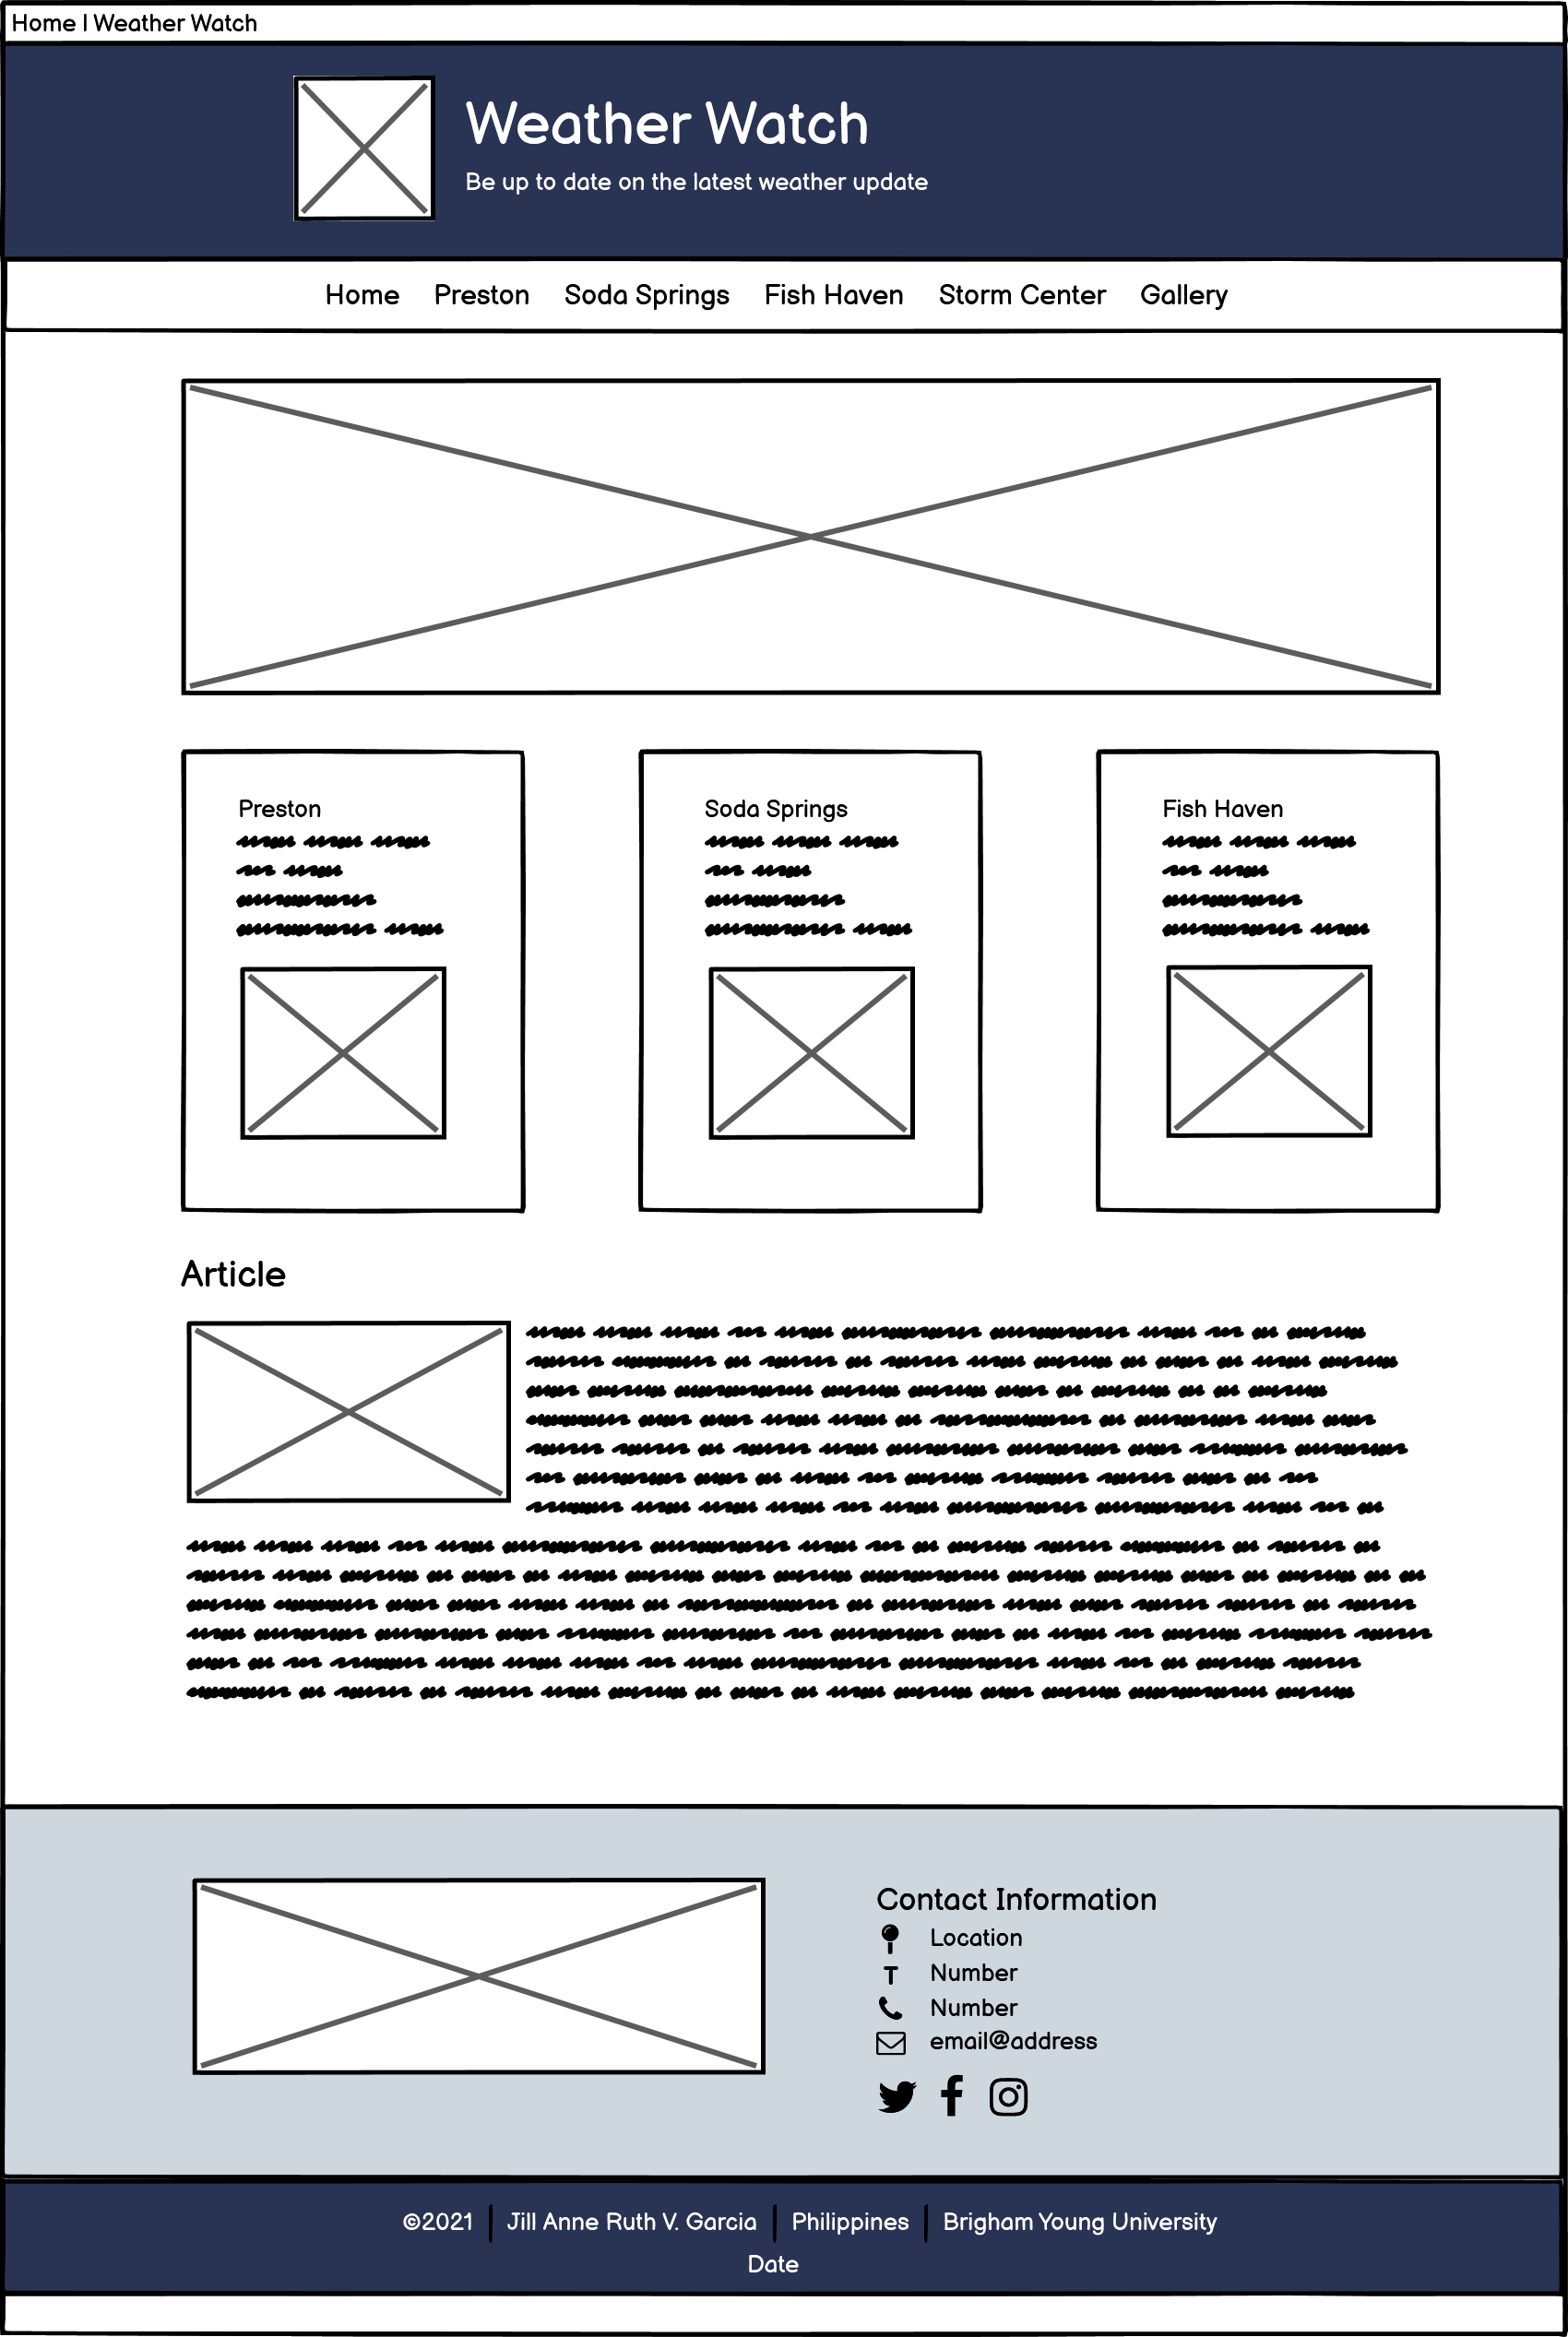 Home | Weather Watch
Weather Watch
Be up to date on the latest weather update
Home Preston Soda Springs Fish Haven Storm Center Gallery
Preston
Soda Springs
Fish Haven
Article
Contact Information
Location
T Number
Number
email@address
©2021 | Jill Anne Ruth V. Garcia | Philippines | Brigham Young University
Date